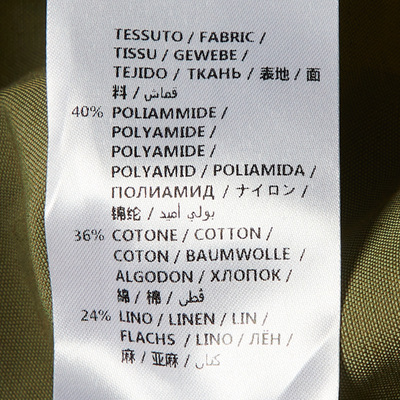 TESSUTO / FABRIC /
TISSU / GEWEBE /
TEJIDO / ТКАНЬ / 表地 / 面
料 / قماش
40% POLIAMMIDE /
POLYAMIDE /
POLYAMIDE /
POLYAMID / POLIAMIDA /
ПОЛИАМИД / ナイロン /
锦纶 / بولي أميد
36% COTONE / COTTON /
COTON / BAUMWOLLE /
ALGODON / ХЛОПОК /
綿 / 棉 / قطن
24% LINO / LINEN / LIN /
FLACHS / LINO / ЛЁН /
麻 / 亚麻 / كتان